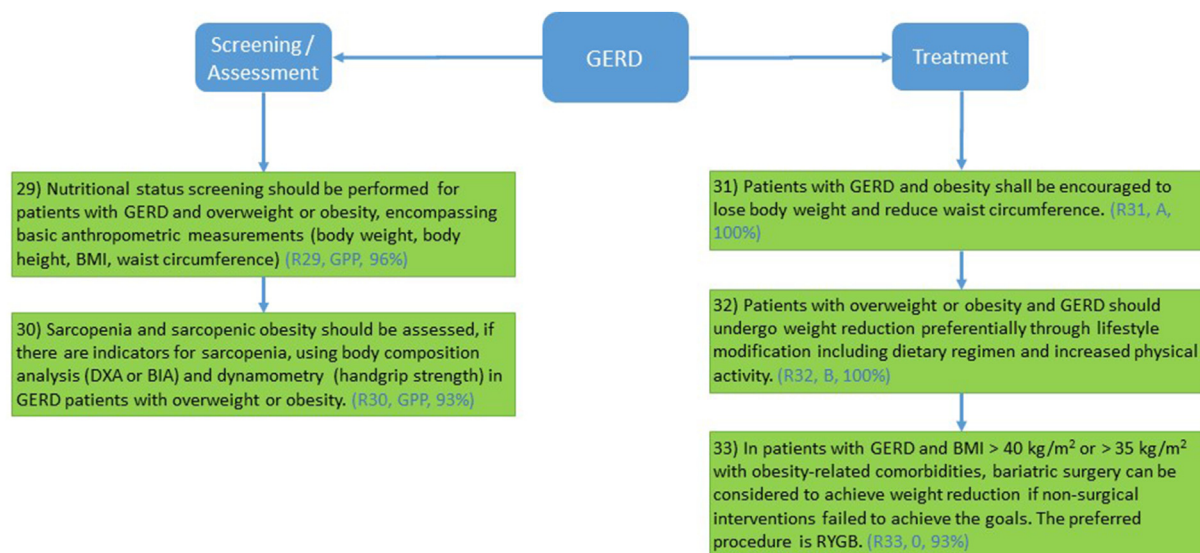 Screening /
Assessment
GERD
Treatment
29) Nutritional status screening should be performed for
patients with GERD and overweight or obesity, encompassing
basic anthropometric measurements (body weight, body
height, BMI, waist circumference) (R29, GPP, 96%)
30) Sarcopenia and sarcopenic obesity should be assessed, if
there are indicators for sarcopenia, using body composition
analysis (DXA or BIA) and dynamometry (handgrip strength) in
GERD patients with overweight or obesity. (R30, GPP, 93%)
31) Patients with GERD and obesity shall be encouraged to
lose body weight and reduce waist circumference. (R31, A,
100%)
32) Patients with overweight or obesity and GERD should
undergo weight reduction preferentially through lifestyle
modification including dietary regimen and increased physical
activity. (R32, B, 100%)
33) In patients with GERD and BMI > 40 kg/m² or > 35 kg/m²
with obesity-related comorbidities, bariatric surgery can be
considered to achieve weight reduction if non-surgical
interventions failed to achieve the goals. The preferred
procedure is RYGB. (R33, 0, 93%)